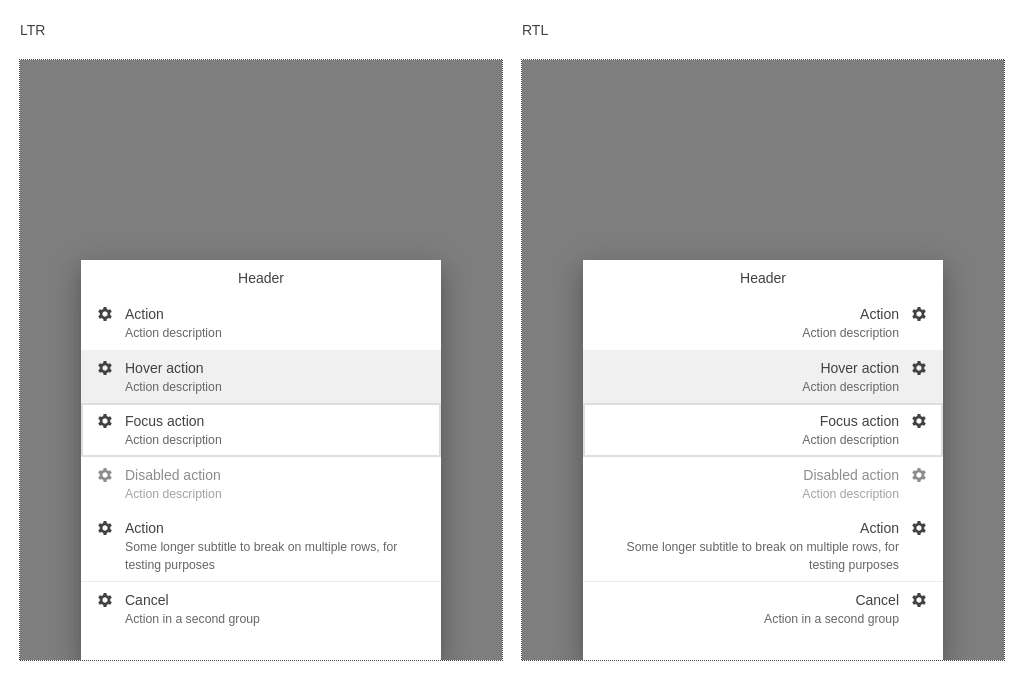 LTR
Header
Action
Action description
Hover action
Action description
Focus action
Action description
Disabled action
Action description
Action
Some longer subtitle to break on multiple rows, for
testing purposes
Cancel
Action in a second group
RTL
Header
Action
Action description
Hover action
Action description
Focus action
Action description
Disabled action
Action description
Action
Some longer subtitle to break on multiple rows, for
testing purposes
Cancel
Action in a second group